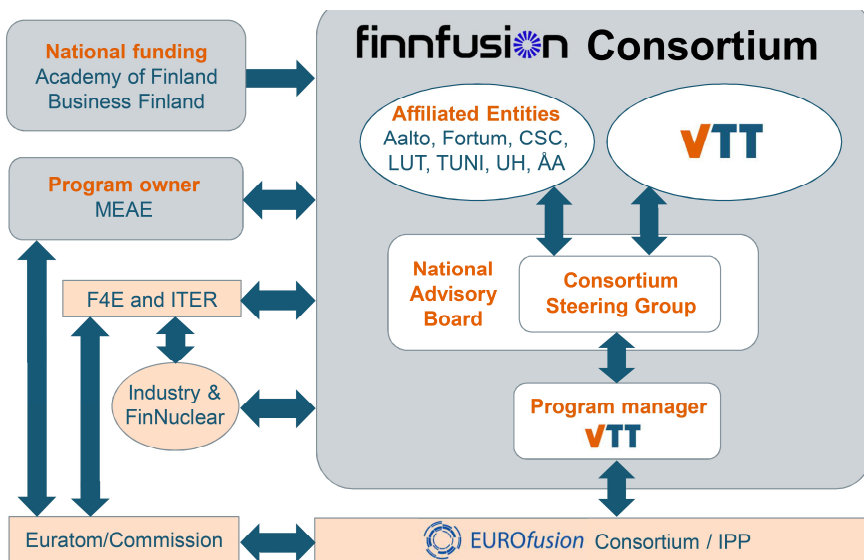 National funding
Academy of Finland
Business Finland
finnfusion Consortium
Affiliated Entities
Aalto, Fortum, CSC,
LUT, TUNI, UH, ÅA
VTT
Program owner
MEAE
National
Advisory
Board
Consortium
Steering Group
F4E and ITER
Industry &
FinNuclear
Program manager
VTT
Euratom/Commission
EUROfusion Consortium / IPP